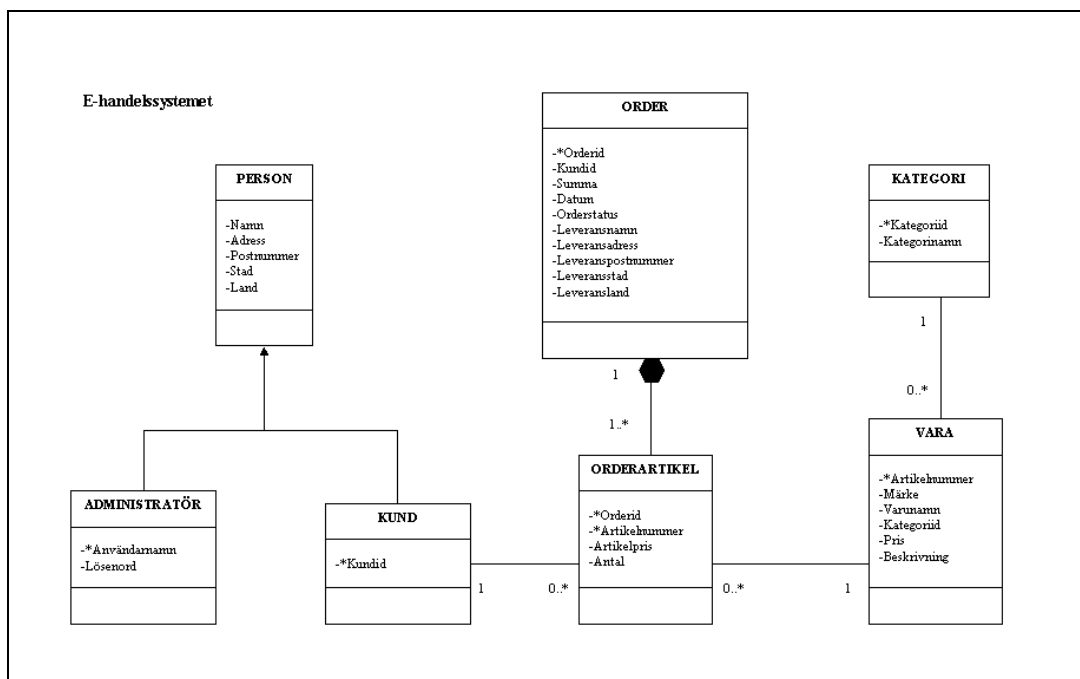 E-handelssystemet
PERSON
-Namn
-Adress
-Postnummer
-Stad
-Land
ORDER
-*Orderid
-Kundid
-Summa
-Datum
-Orderstatus
-Leveransnamn
-Leveransadress
-Leveranspostnummer
-Leveransstad
-Leveransland
KATEGORI
-*Kategoriid
-Kategorinamn
1
0..*
1
1..*
ADMINISTRATÖR
-*Användarnamn
-Lösenord
KUND
-*Kundid
1
0..*
ORDERARTIKEL
-*Orderid
-*Artikelnummer
-Artikelpris
-Antal
0..*
1
VARA
-*Artikelnummer
-Märke
-Varunamn
-Kategoriid
-Pris
-Beskrivning